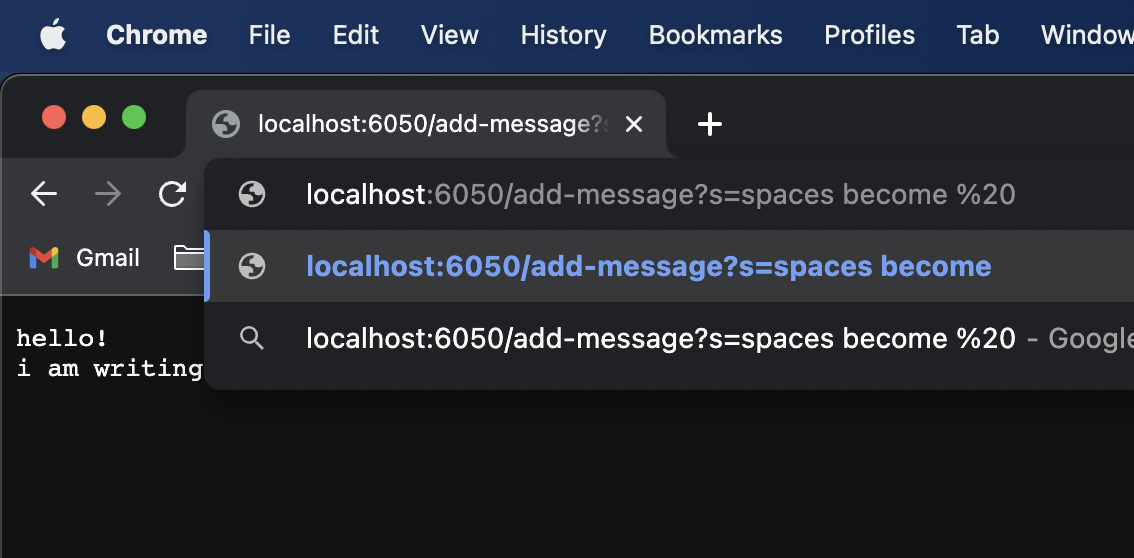 Chrome File Edit View History Bookmarks Profiles Tab Window
localhost:6050/add-message?
localhost:6050/add-message?s=spaces become %20
Gmail
localhost:6050/add-message?s=spaces become
localhost:6050/add-message?s=spaces become %20 - Google
hello!
i am writing